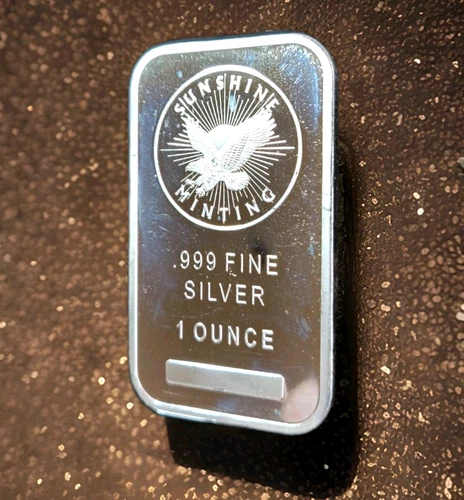 SUNSHINE
MINTING
.999 FINE
SILVER
1 OUNCE